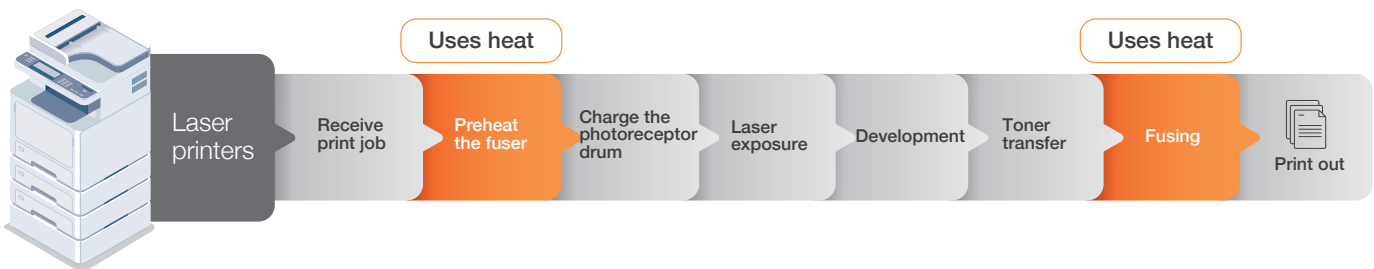 Uses heat
Uses heat
Laser
printers
Receive
print job
Preheat
the fuser
Charge the
photoreceptor
drum
Laser
exposure
Development
Toner
transfer
Fusing
Print out